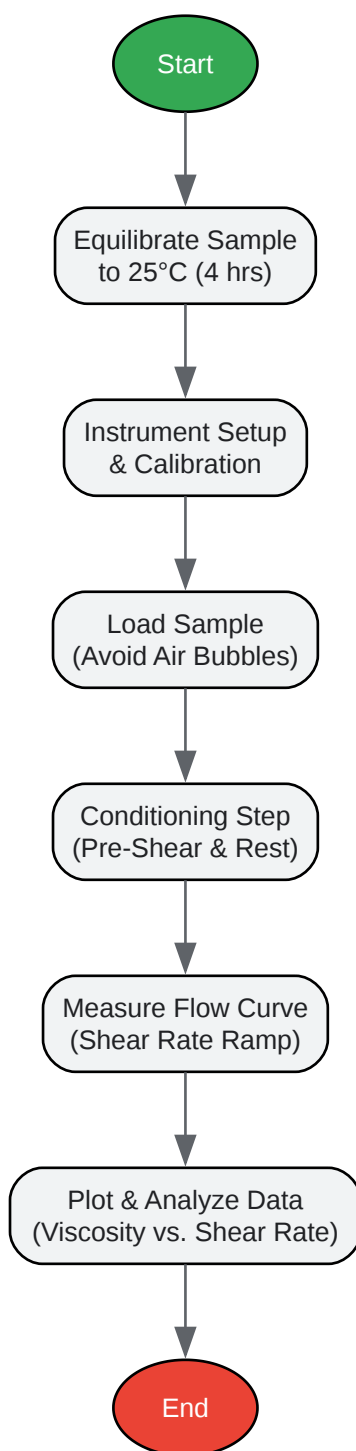 Start
Equilibrate Sample
to 25°C (4 hrs)
Instrument Setup
& Calibration
Load Sample
(Avoid Air Bubbles)
Conditioning Step
(Pre-Shear & Rest)
Measure Flow Curve
(Shear Rate Ramp)
Plot & Analyze Data
(Viscosity vs. Shear Rate)
End